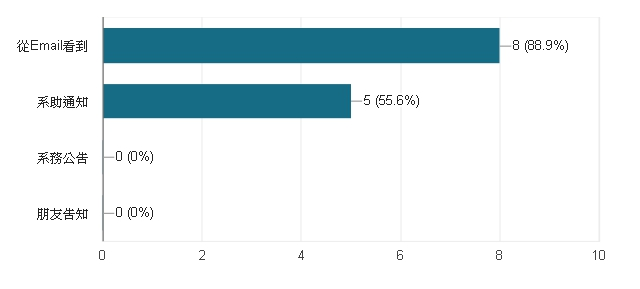 從Email看到
8 (88.9%)
系助通知
5 (55.6%)
系務公告
0 (0%)
朋友告知
0 (0%)
0 2 4 6 8 10